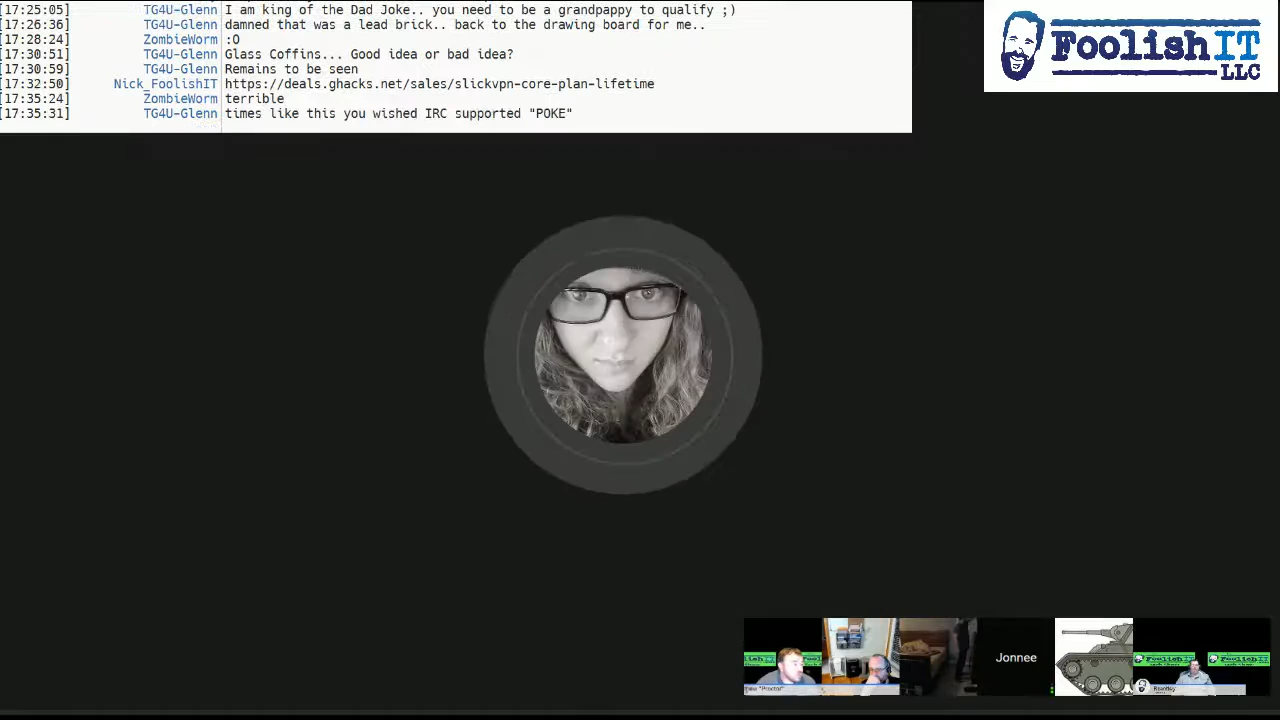 [17:25:05] TG4U-Glenn I am king of the Dad Joke.. you need to be a grandpappy to qualify ;)
[17:26:36] TG4U-Glenn damned that was a lead brick.. back to the drawing board for me..
[17:28:24] ZombieWorm :O
[17:30:51] TG4U-Glenn Glass Coffins... Good idea or bad idea?
[17:30:59] TG4U-Glenn Remains to be seen
[17:32:50] Nick_FoolishIT https://deals.ghacks.net/sales/slickvpn-core-plan-lifetime
[17:35:24] ZombieWorm terrible
[17:35:31] TG4U-Glenn times like this you wished IRC supported "POKE"
FoolishIT
LLC
Jonnee
FoolishIT
FoolishIT
Brantley